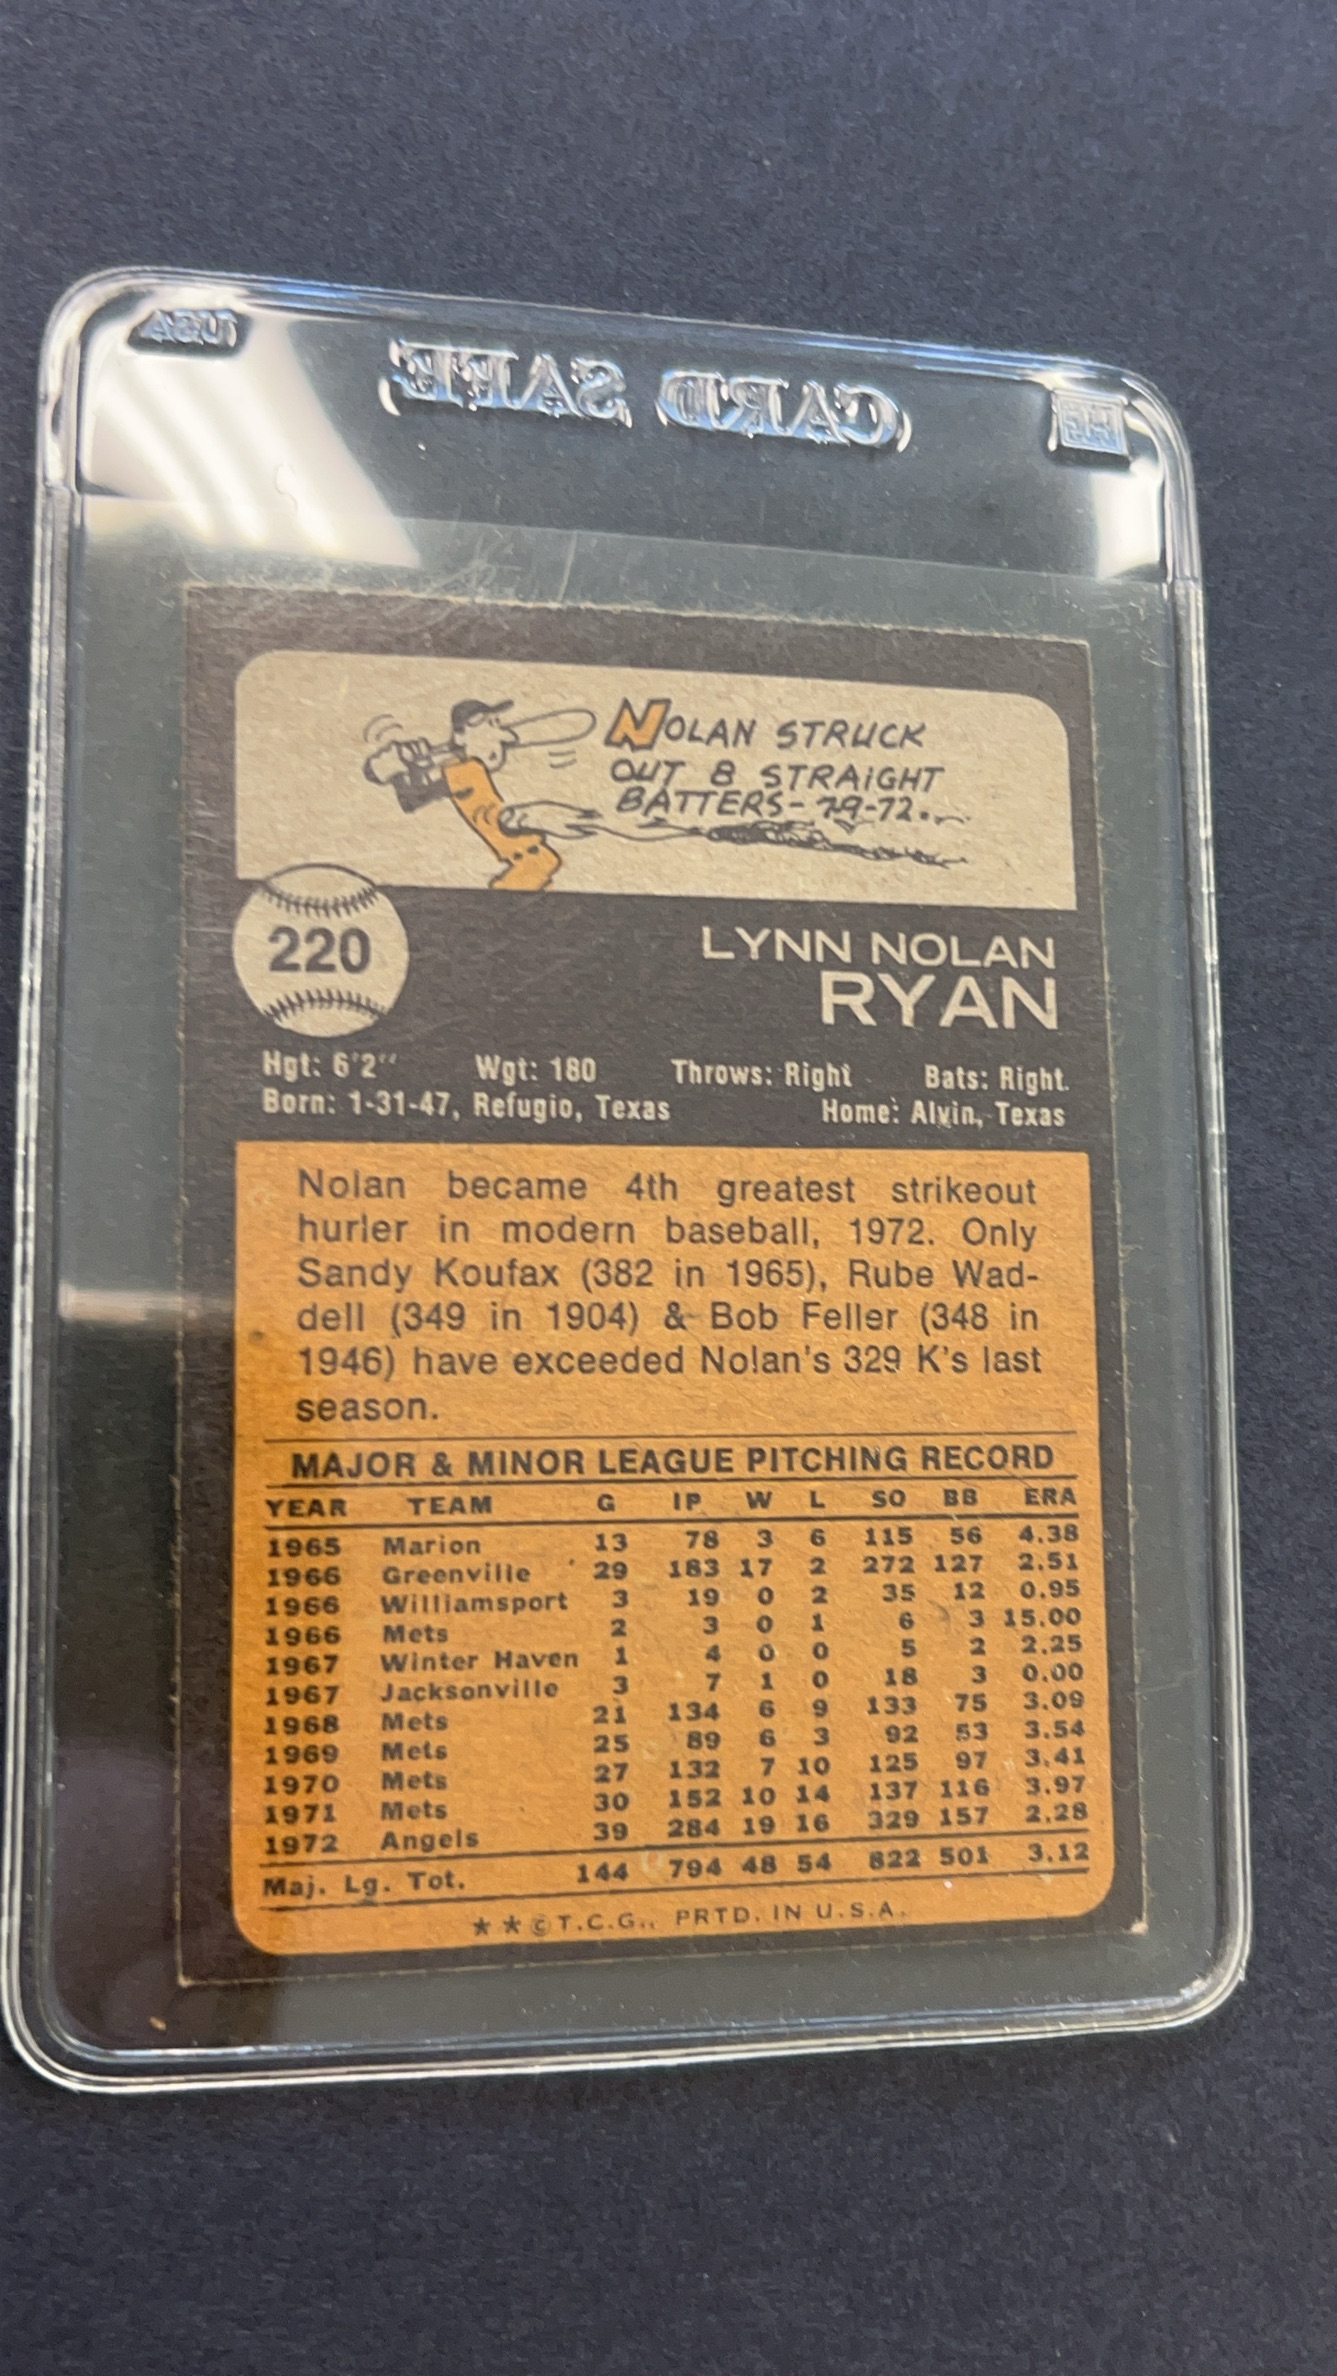 USA
CARD SAFE
NOLAN STRUCK
OUT 8 STRAIGHT
BATTERS-7-9-72...
220
LYNN NOLAN
RYAN
Hgt: 6'2" Wgt: 180 Throws: Right Bats: Right.
Born: 1-31-47, Refugio, Texas Home: Alvin, Texas
Nolan became 4th greatest strikeout
hurler in modern baseball, 1972. Only
Sandy Koufax (382 in 1965), Rube Wad-
dell (349 in 1904) & Bob Feller (348 in
1946) have exceeded Nolan's 329 K's last
season.
MAJOR & MINOR LEAGUE PITCHING RECORD
YEAR TEAM G IP W L SO BB ERA
1965 Marion 13 78 3 6 115 56 4.38
1966 Greenville 29 183 17 2 272 127 2.51
1966 Williamsport 3 19 0 2 35 12 0.95
1966 Mets 2 3 0 1 6 3 15.00
1967 Winter Haven 1 4 0 0 5 2 2.25
1967 Jacksonville 3 7 1 0 18 3 0.00
1968 Mets 21 134 6 9 133 75 3.09
1969 Mets 25 89 6 3 92 53 3.54
1970 Mets 27 132 7 10 125 97 3.41
1971 Mets 30 152 10 14 137 116 3.97
1972 Angels 39 284 19 16 329 157 2.28
Maj. Lg. Tot. 144 794 48 54 822 501 3.12
★★©T.C.G., PRTD. IN U.S.A.